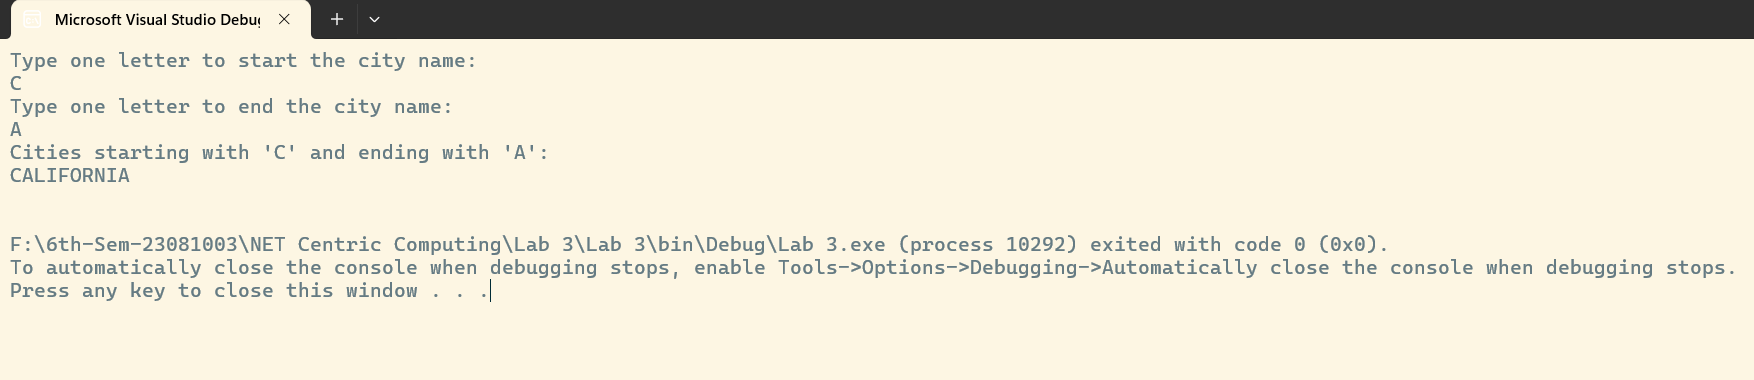 Microsoft Visual Studio Debug
Type one letter to start the city name:
C
Type one letter to end the city name:
A
Cities starting with 'C' and ending with 'A':
CALIFORNIA
F:\6th-Sem-23081003\NET Centric Computing\Lab 3\Lab 3\bin\Debug\Lab 3.exe (process 10292) exited with code 0 (0x0).
To automatically close the console when debugging stops, enable Tools->Options->Debugging->Automatically close the console when debugging stops.
Press any key to close this window . . .